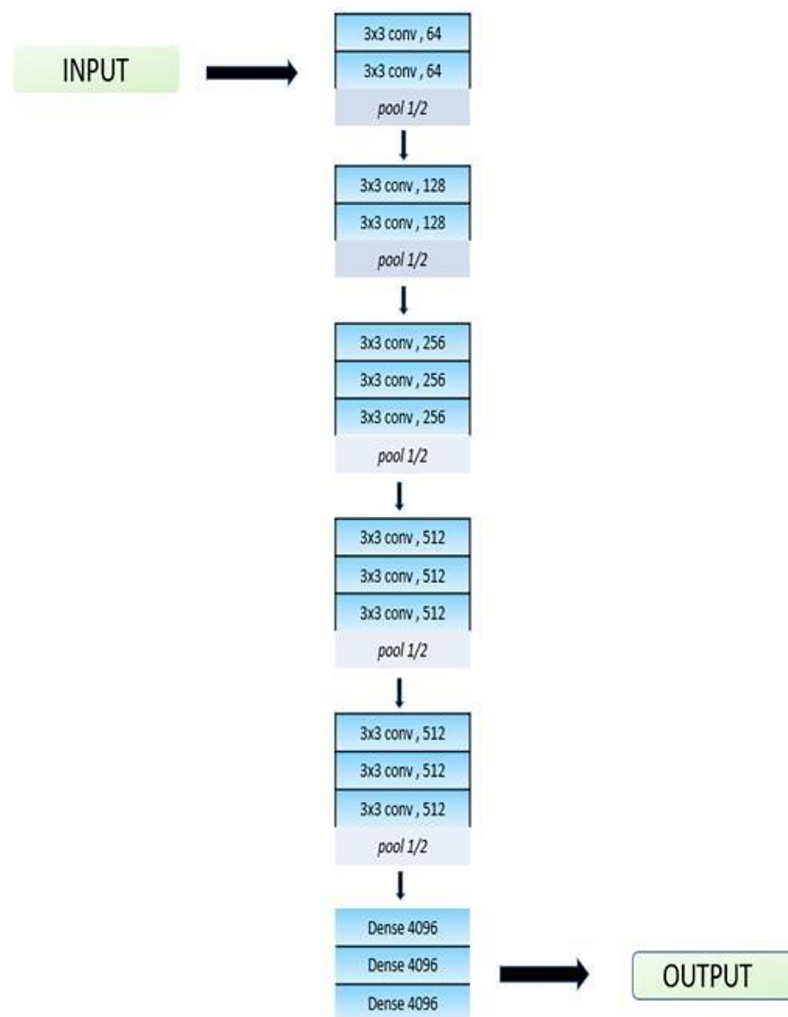 INPUT
3x3 conv , 64
3x3 conv , 64
pool 1/2
3x3 conv , 128
3x3 conv , 128
pool 1/2
3x3 conv , 256
3x3 conv , 256
3x3 conv , 256
pool 1/2
3x3 conv , 512
3x3 conv , 512
3x3 conv , 512
pool 1/2
3x3 conv , 512
3x3 conv , 512
3x3 conv , 512
pool 1/2
Dense 4096
Dense 4096
Dense 4096
OUTPUT